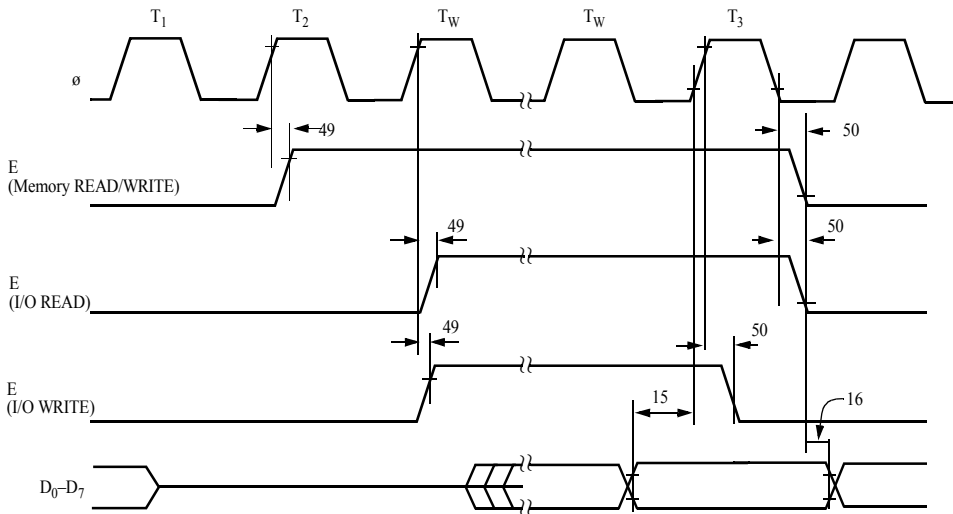 T1 T2 TW TW T3
ø
49 50
E
(Memory READ/WRITE)
49 50
E
(I/O READ)
49 50
E
(I/O WRITE)
15 16
D0–D7